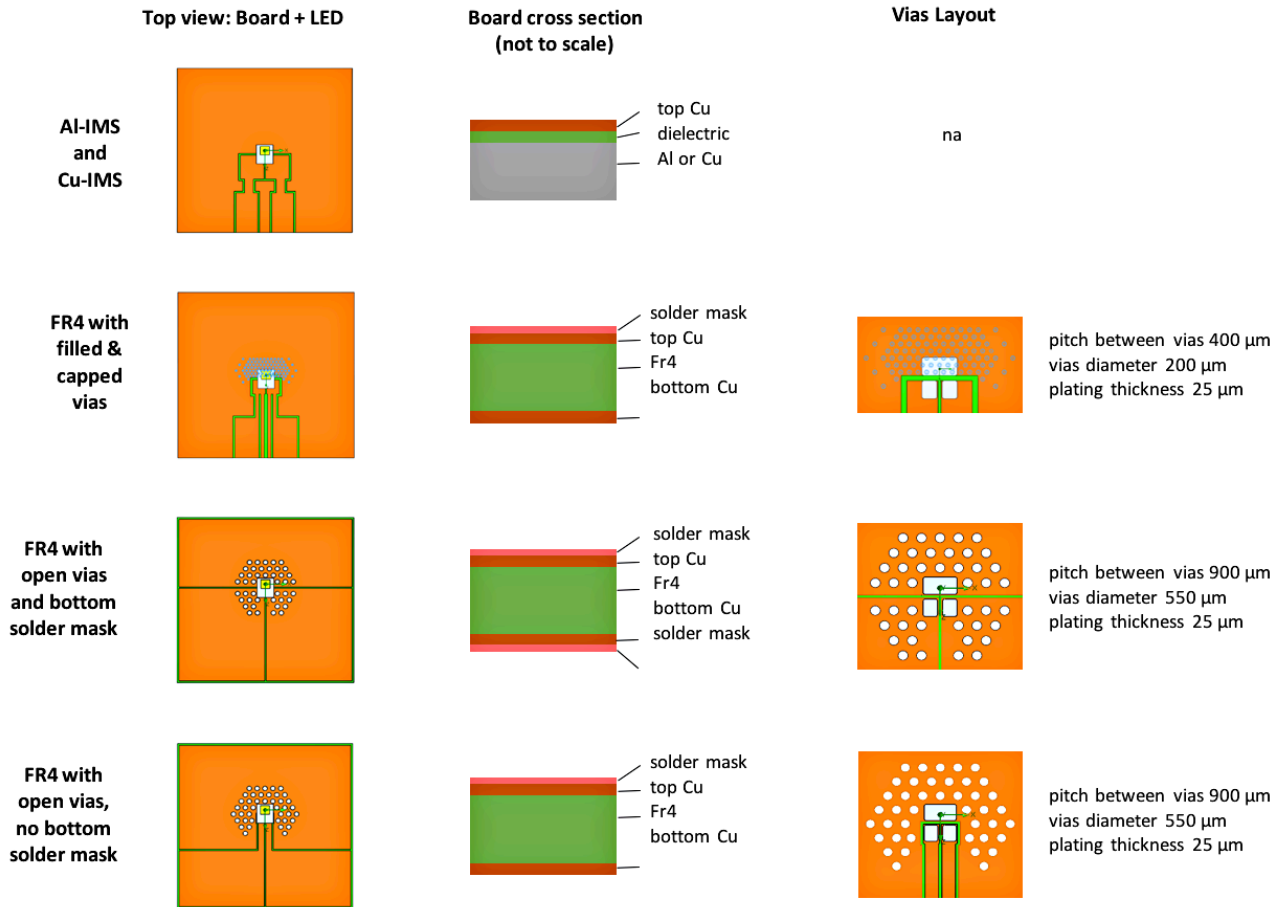 Top view: Board + LED
Board cross section
(not to scale)
Vias Layout
Al-IMS
and
Cu-IMS
top Cu
dielectric
Al or Cu
na
FR4 with
filled &
capped
vias
solder mask
top Cu
Fr4
bottom Cu
pitch between vias 400 µm
vias diameter 200 µm
plating thickness 25 µm
FR4 with
open vias
and bottom
solder mask
solder mask
top Cu
Fr4
bottom Cu
solder mask
pitch between vias 900 µm
vias diameter 550 µm
plating thickness 25 µm
FR4 with
open vias,
no bottom
solder mask
solder mask
top Cu
Fr4
bottom Cu
pitch between vias 900 µm
vias diameter 550 µm
plating thickness 25 µm